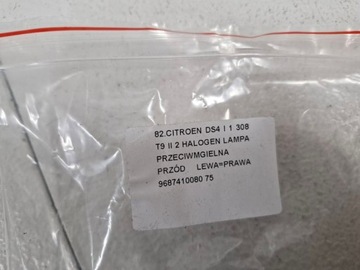 82.CITROEN DS4 I 1 308
T9 II 2 HALOGEN LAMPA
PRZECIWMGIELNA
PRZÓD LEWA=PRAWA
9687410080 75